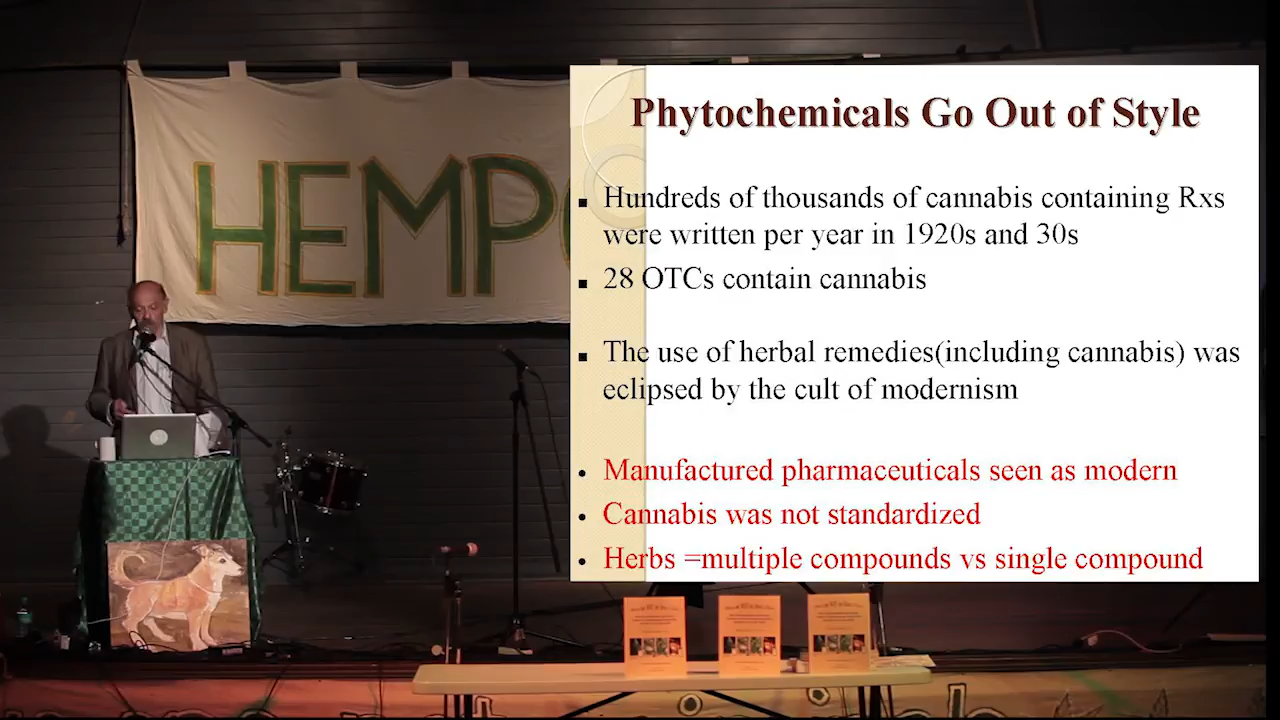 HEMP
Phytochemicals Go Out of Style
Hundreds of thousands of cannabis containing Rxs
were written per year in 1920s and 30s
28 OTCs contain cannabis
The use of herbal remedies(including cannabis) was
eclipsed by the cult of modernism
Manufactured pharmaceuticals seen as modern
Cannabis was not standardized
Herbs =multiple compounds vs single compound